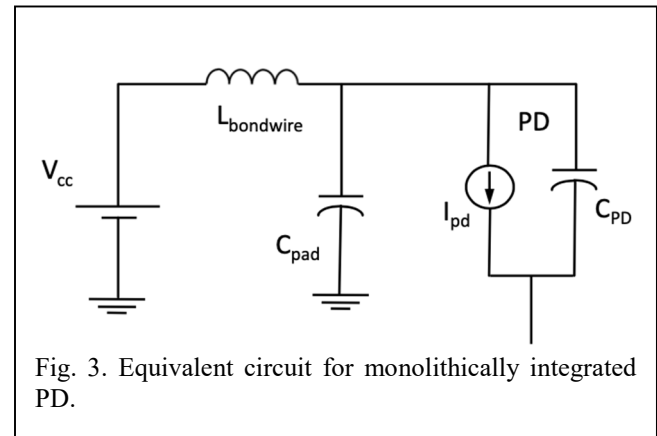 L_bondwire
PD
V_cc
I_pd
C_PD
C_pad
Fig. 3. Equivalent circuit for monolithically integrated
PD.